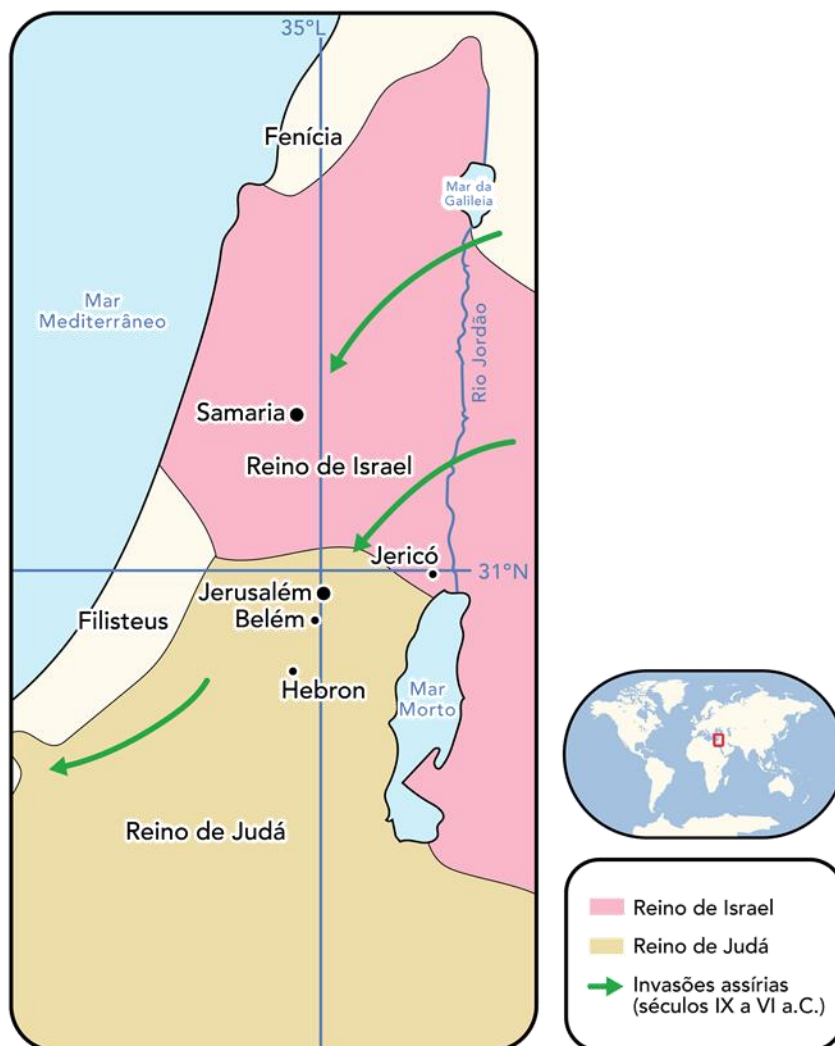 35°L
Fenícia
Mar da
Galileia
Mar
Mediterrâneo
Rio Jordão
Samaria
Reino de Israel
Jericó
31°N
Jerusalém
Filisteus
Belém
Hebron
Mar
Morto
Reino de Judá
Reino de Israel
Reino de Judá
Invasões assírias
(séculos IX a VI a.C.)